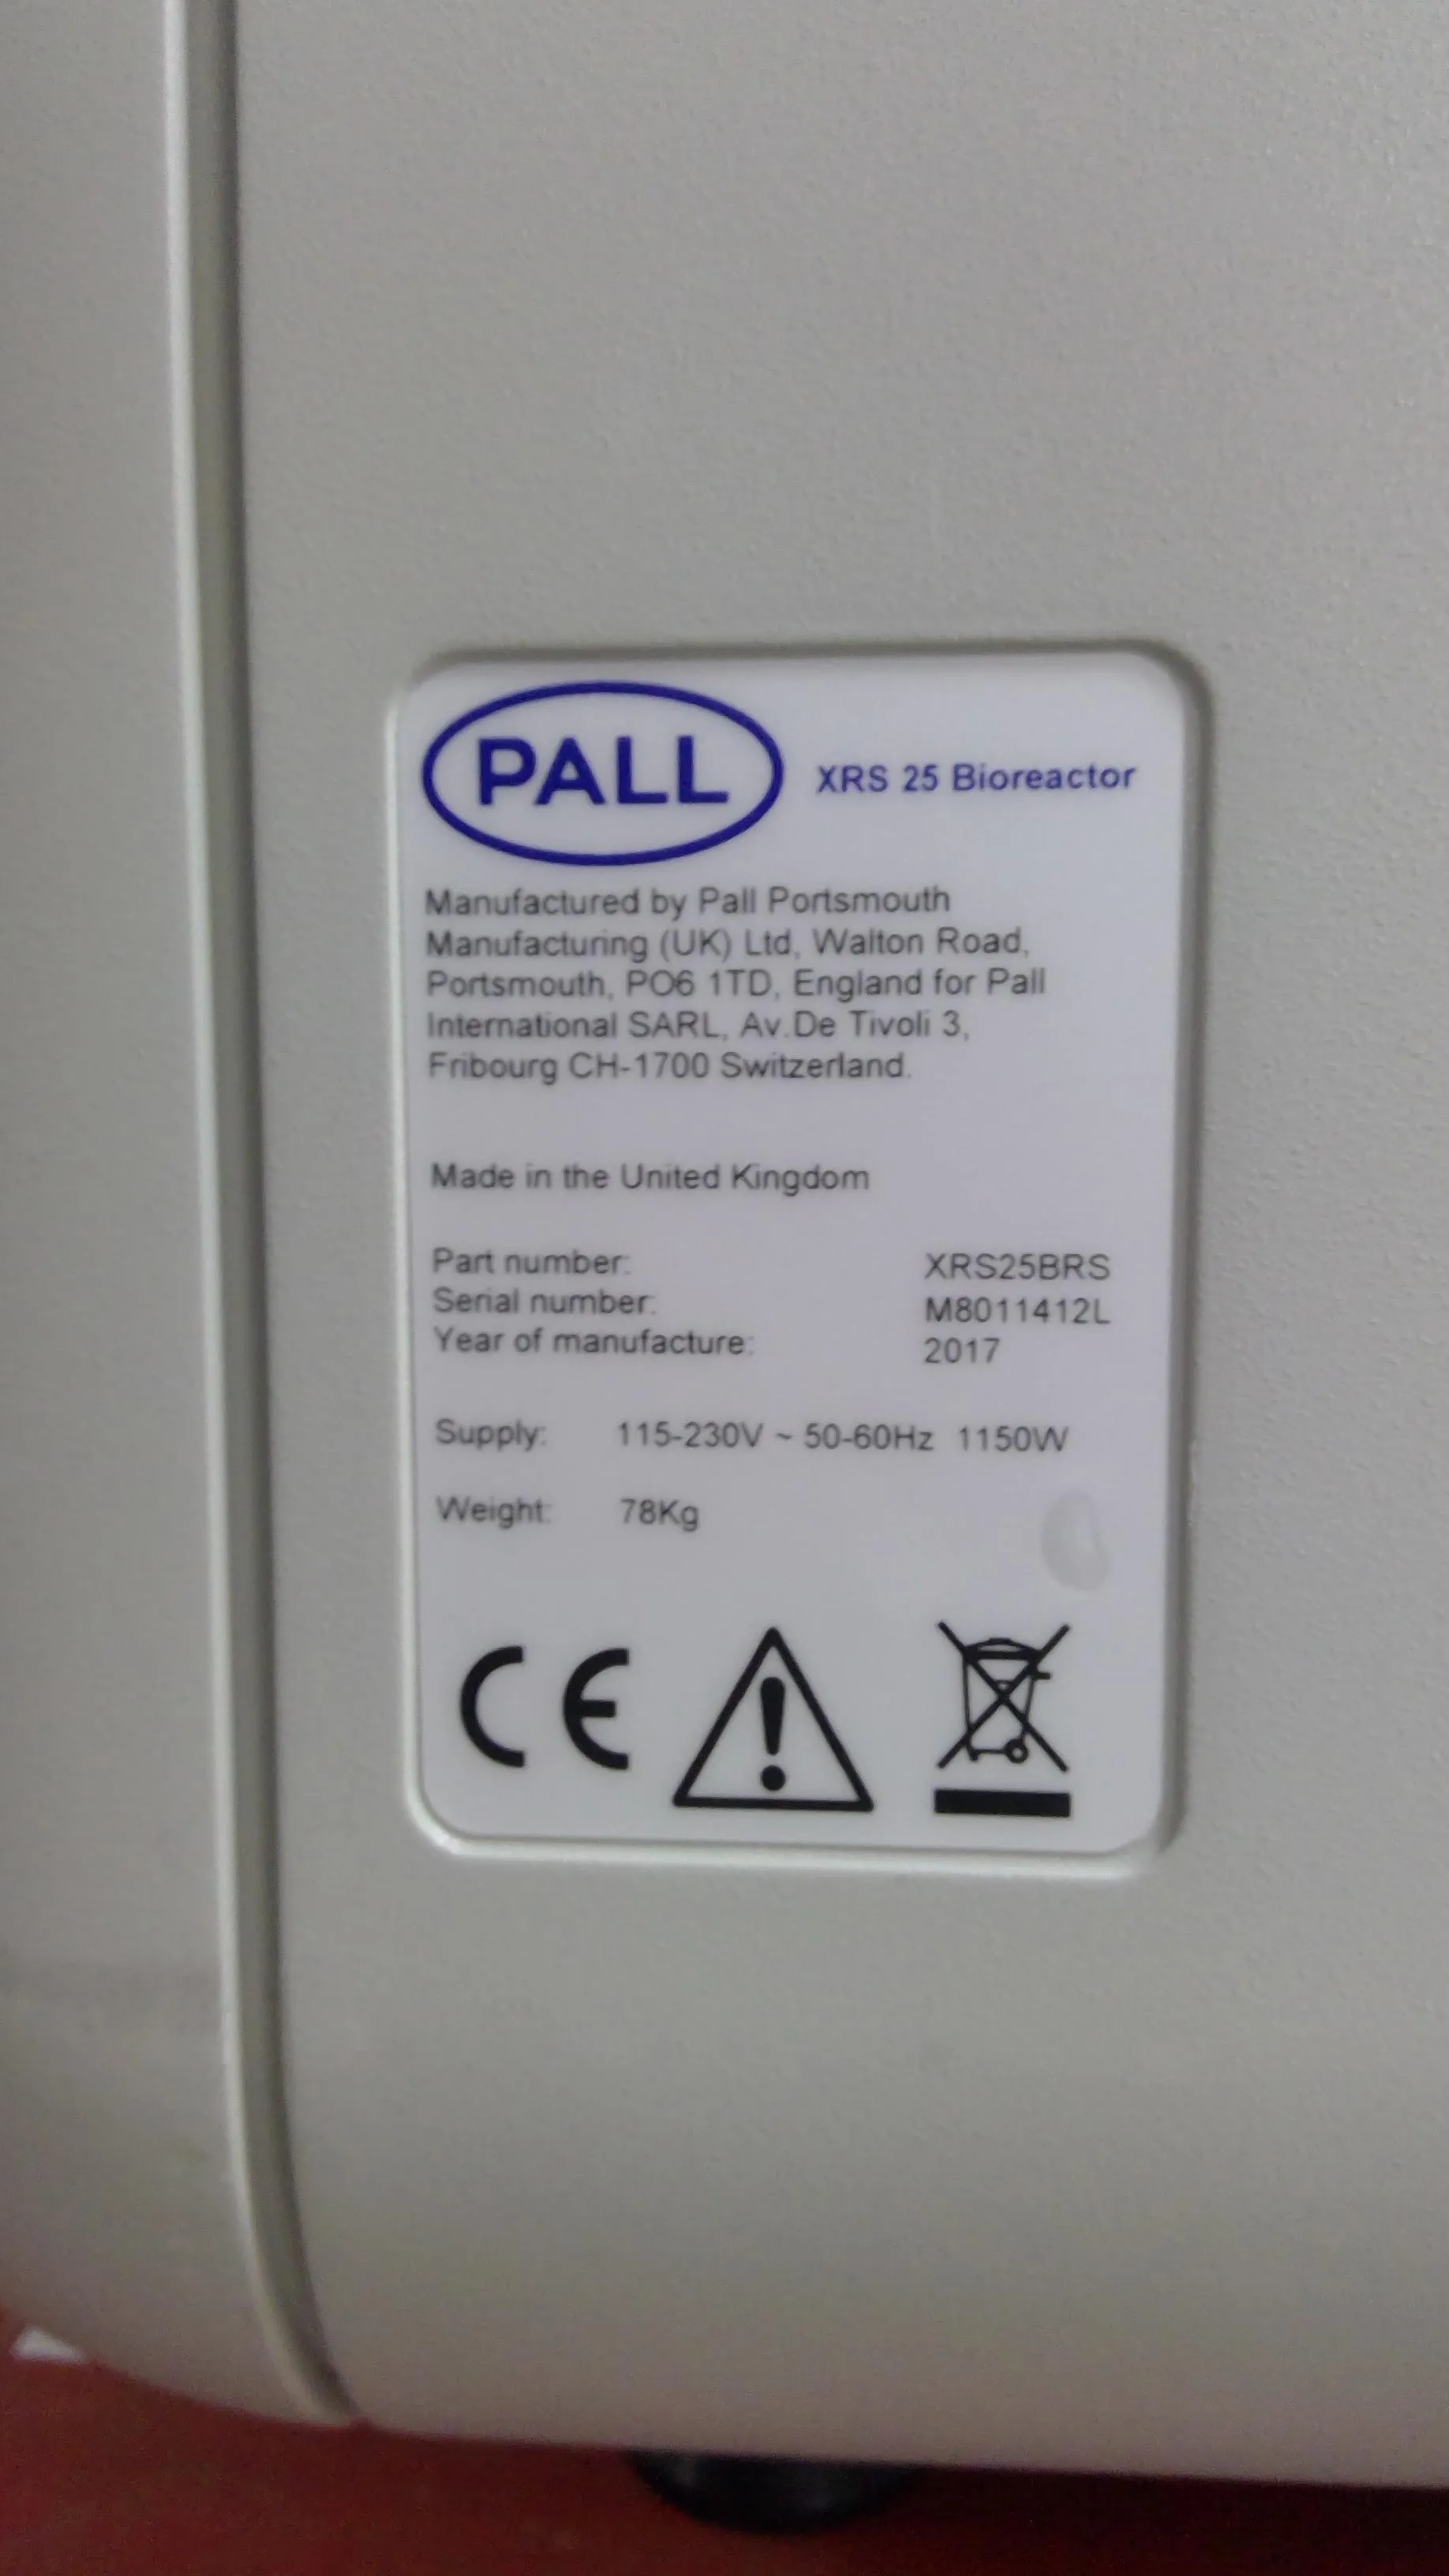 PALL XRS 25 Bioreactor
Manufactured by Pall Portsmouth
Manufacturing (UK) Ltd, Walton Road,
Portsmouth, PO6 1TD, England for Pall
International SARL, Av.De Tivoli 3,
Fribourg CH-1700 Switzerland.
Made in the United Kingdom
Part number: XRS25BRS
Serial number: M8011412L
Year of manufacture: 2017
Supply: 115-230V ~ 50-60Hz 1150W
Weight: 78Kg
CE